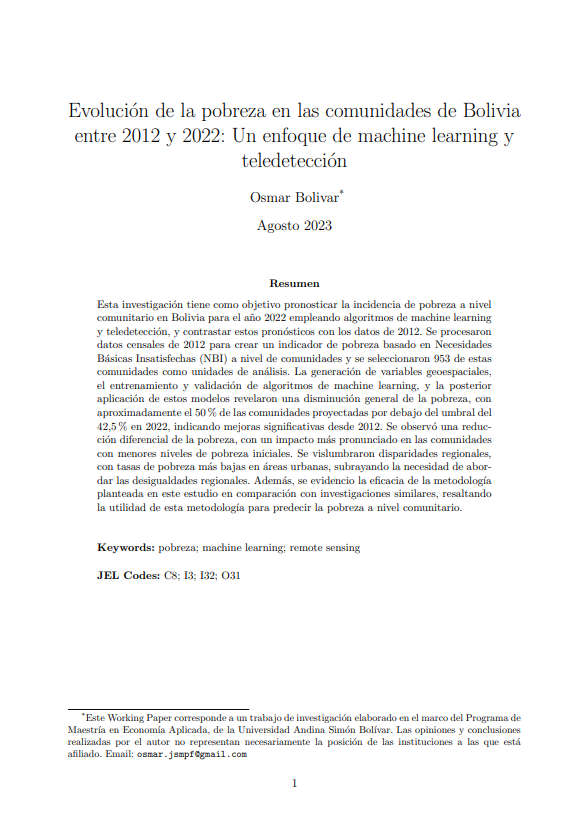 Evolución de la pobreza en las comunidades de Bolivia
entre 2012 y 2022: Un enfoque de machine learning y
teledetección
Osmar Bolivar*
Agosto 2023
Resumen
Esta investigación tiene como objetivo pronosticar la incidencia de pobreza a nivel
comunitario en Bolivia para el año 2022 empleando algoritmos de machine learning
y teledetección, y contrastar estos pronósticos con los datos de 2012. Se procesaron
datos censales de 2012 para crear un indicador de pobreza basado en Necesidades
Básicas Insatisfechas (NBI) a nivel de comunidades y se seleccionaron 953 de estas
comunidades como unidades de análisis. La generación de variables geoespaciales,
el entrenamiento y validación de algoritmos de machine learning, y la posterior
aplicación de estos modelos revelaron una disminución general de la pobreza, con
aproximadamente el 50 % de las comunidades proyectadas por debajo del umbral del
42,5 % en 2022, indicando mejoras significativas desde 2012. Se observó una reduc-
ción diferencial de la pobreza, con un impacto más pronunciado en las comunidades
con menores niveles de pobreza iniciales. Se vislumbraron disparidades regionales,
con tasas de pobreza más bajas en áreas urbanas, subrayando la necesidad de abor-
dar las desigualdades regionales. Además, se evidencio la eficacia de la metodología
planteada en este estudio en comparación con investigaciones similares, resaltando
la utilidad de esta metodología para predecir la pobreza a nivel comunitario.
Keywords: pobreza; machine learning; remote sensing
JEL Codes: C8; I3; I32; O31
*Este Working Paper corresponde a un trabajo de investigación elaborado en el marco del Programa de
Maestría en Economía Aplicada, de la Universidad Andina Simón Bolívar. Las opiniones y conclusiones
realizadas por el autor no representan necesariamente la posición de las instituciones a las que está
afiliado. Email: osmar.jsmpf@gmail.com
1